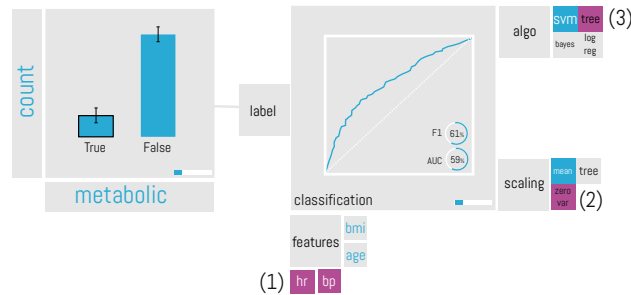 count
True
False
metabolic
label
F1
61%
AUC
59%
classification
algo
svm
tree
(3)
bayes
log
reg
scaling
mean
tree
zero
var
(2)
features
bmi
age
(1)
hr
bp